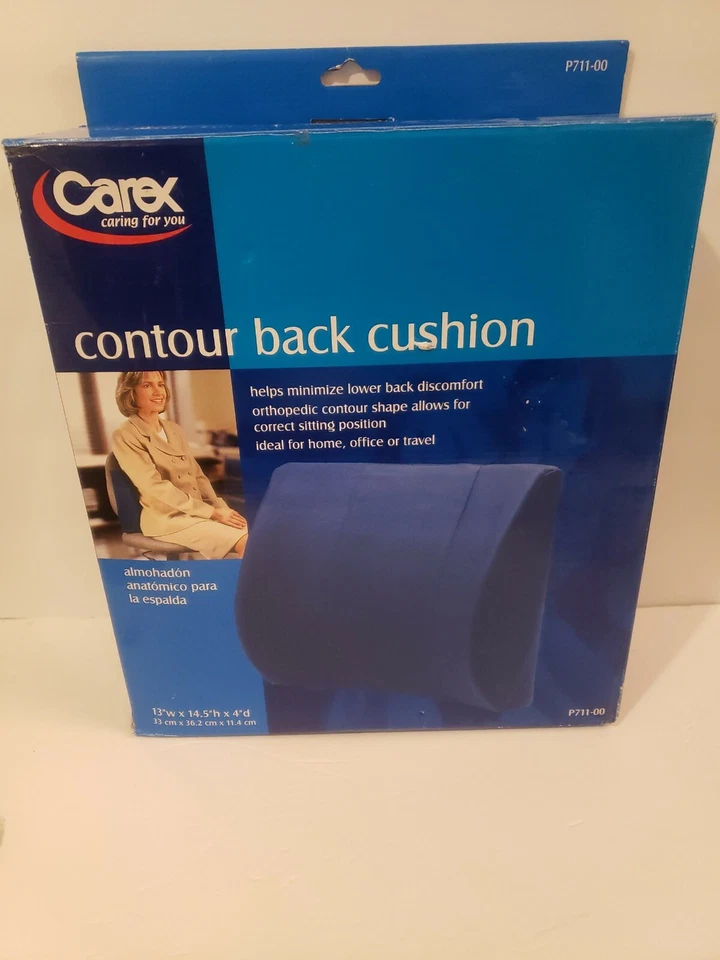 P711-00
Carex
caring for you
contour back cushion
helps minimize lower back discomfort
orthopedic contour shape allows for
correct sitting position
ideal for home, office or travel
almohadón
anatómico para
la espalda
13"w x 14.5"h x 4"d
33 cm x 36.2 cm x 11.4 cm
P711-00